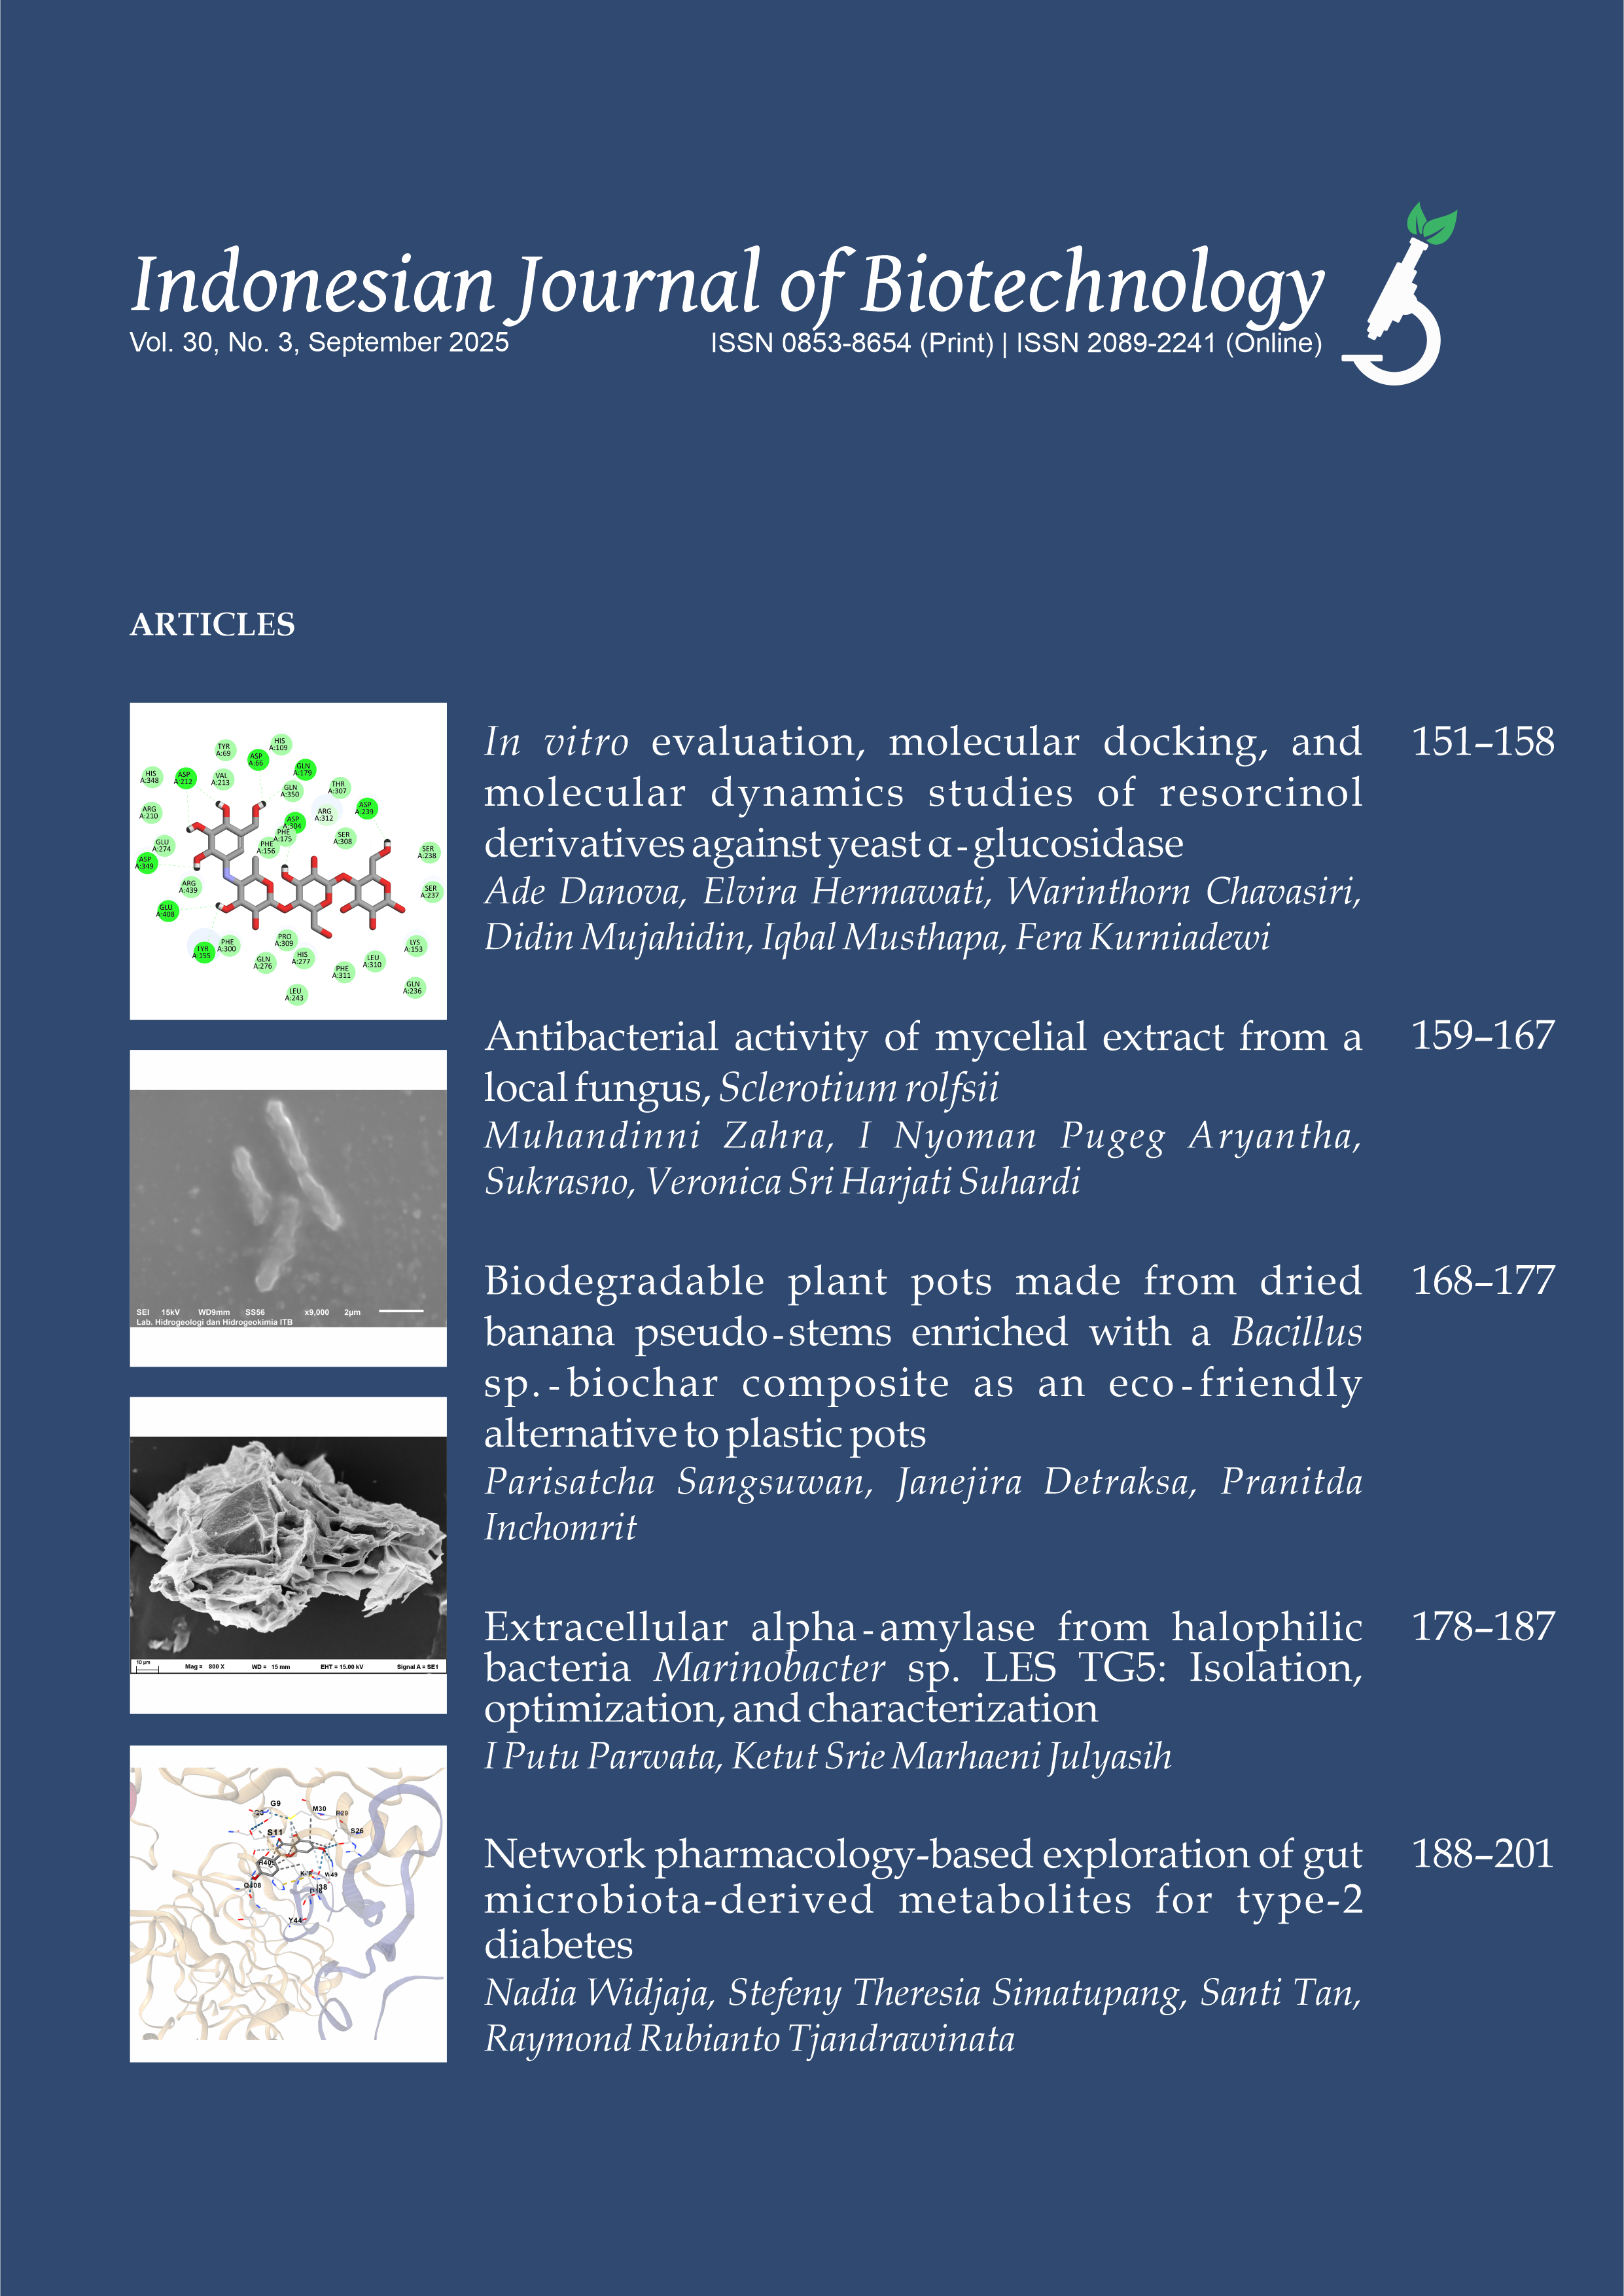 Indonesian Journal of Biotechnology
Vol. 30, No. 3, September 2025
ISSN 0853-8654 (Print) | ISSN 2089-2241 (Online)
ARTICLES
TYR A:69
HIS A:109
ASP A:66
GLN A:179
HIS A:348
ASP A:212
VAL A:213
GLN A:350
THR A:307
ARG A:210
ARG A:312
ASP A:239
ASP A:304
PHE A:175
SER A:308
PHE A:156
GLU A:274
SER A:238
ASP A:349
ARG A:439
SER A:237
GLU A:408
TYR A:155
PHE A:300
PRO A:309
LYS A:153
GLN A:276
HIS A:277
LEU A:310
PHE A:311
GLN A:236
LEU A:243
In vitro evaluation, molecular docking, and
molecular dynamics studies of resorcinol
derivatives against yeast α-glucosidase
Ade Danova, Elvira Hermawati, Warinthorn Chavasiri,
Didin Mujahidin, Iqbal Musthapa, Fera Kurniadewi
151–158
SEI 15kV WD9mm SS56 x9,000 2µm
Lab. Hidrogeologi dan Hidrogeokimia ITB
Antibacterial activity of mycelial extract from a
local fungus, Sclerotium rolfsii
Muhandinni Zahra, I Nyoman Pugeg Aryantha,
Sukrasno, Veronica Sri Harjati Suhardi
159–167
10 µm Mag = 800 X WD = 15 mm EHT = 15.00 kV Signal A = SE1
Biodegradable plant pots made from dried
banana pseudo-stems enriched with a Bacillus
sp.-biochar composite as an eco-friendly
alternative to plastic pots
Parisatcha Sangsuwan, Janejira Detraksa, Pranitda
Inchomrit
168–177
Extracellular alpha-amylase from halophilic
bacteria Marinobacter sp. LES TG5: Isolation,
optimization, and characterization
I Putu Parwata, Ketut Srie Marhaeni Julyasih
178–187
G9
M30
S26
S11
Y44
Network pharmacology-based exploration of gut
microbiota-derived metabolites for type-2
diabetes
Nadia Widjaja, Stefeny Theresia Simatupang, Santi Tan,
Raymond Rubianto Tjandrawinata
188–201